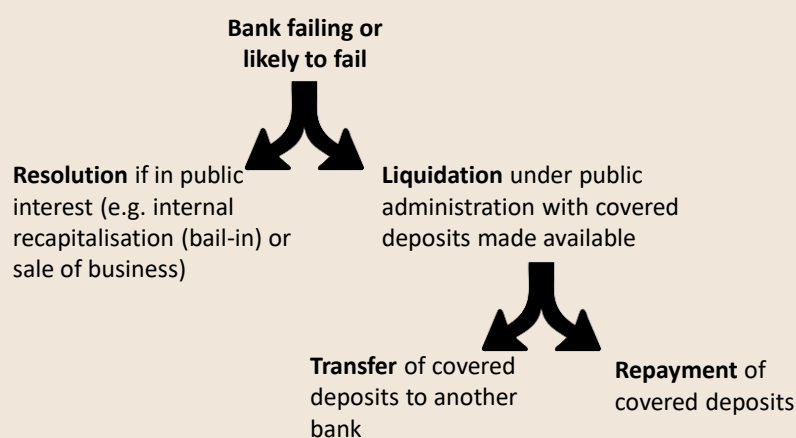 Bank failing or
likely to fail
Resolution if in public
interest (e.g. internal
recapitalisation (bail-in) or
sale of business)
Liquidation under public
administration with covered
deposits made available
Transfer of covered
deposits to another
bank
Repayment of
covered deposits